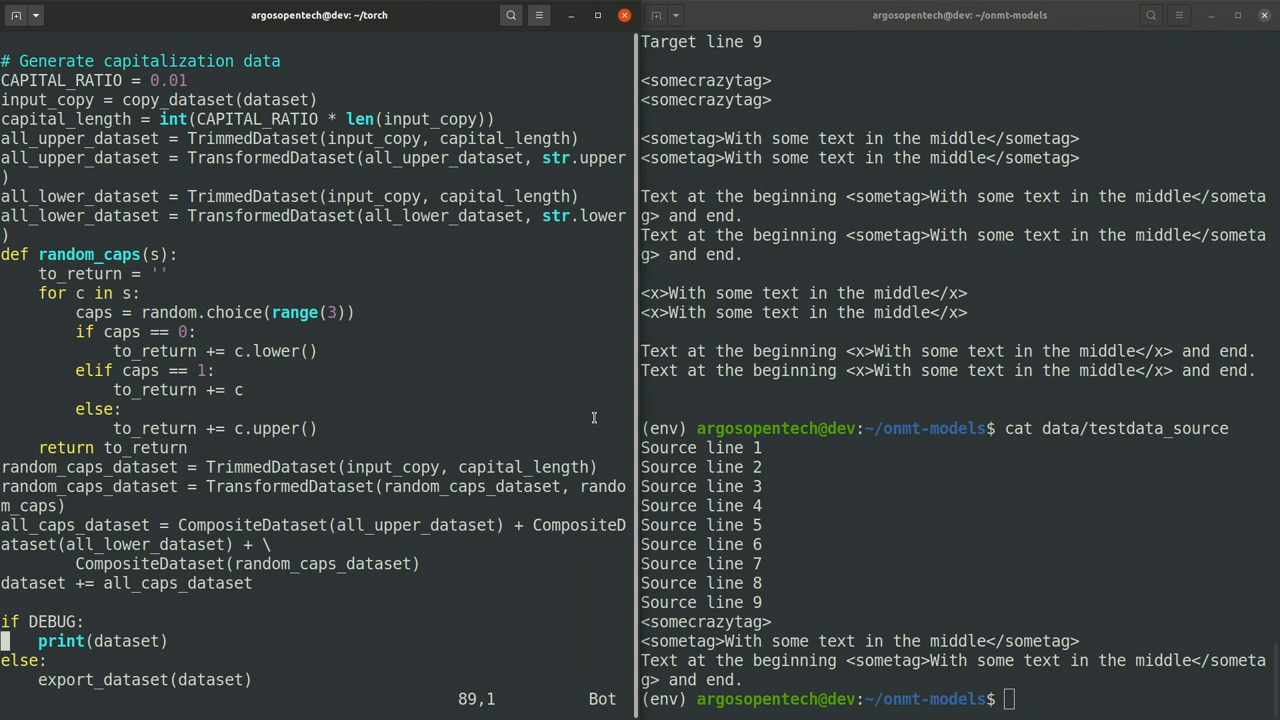 argosopentech@dev: ~/torch
# Generate capitalization data
CAPITAL_RATIO = 0.01
input_copy = copy_dataset(dataset)
capital_length = int(CAPITAL_RATIO * len(input_copy))
all_upper_dataset = TrimmedDataset(input_copy, capital_length)
all_upper_dataset = TransformedDataset(all_upper_dataset, str.upper
)
all_lower_dataset = TrimmedDataset(input_copy, capital_length)
all_lower_dataset = TransformedDataset(all_lower_dataset, str.lower
)
def random_caps(s):
    to_return = ''
    for c in s:
        caps = random.choice(range(3))
        if caps == 0:
            to_return += c.lower()
        elif caps == 1:
            to_return += c
        else:
            to_return += c.upper()
    return to_return
random_caps_dataset = TrimmedDataset(input_copy, capital_length)
random_caps_dataset = TransformedDataset(random_caps_dataset, rando
m_caps)
all_caps_dataset = CompositeDataset(all_upper_dataset) + CompositeD
ataset(all_lower_dataset) + \
        CompositeDataset(random_caps_dataset)
dataset += all_caps_dataset
if DEBUG:
    print(dataset)
else:
    export_dataset(dataset)
89,1 Bot
argosopentech@dev: ~/onmt-models
Target line 9
<somecrazytag>
<somecrazytag>
<sometag>With some text in the middle</sometag>
<sometag>With some text in the middle</sometag>
Text at the beginning <sometag>With some text in the middle</someta
g> and end.
Text at the beginning <sometag>With some text in the middle</someta
g> and end.
<x>With some text in the middle</x>
<x>With some text in the middle</x>
Text at the beginning <x>With some text in the middle</x> and end.
Text at the beginning <x>With some text in the middle</x> and end.
(env) argosopentech@dev:~/onmt-models$ cat data/testdata_source
Source line 1
Source line 2
Source line 3
Source line 4
Source line 5
Source line 6
Source line 7
Source line 8
Source line 9
<somecrazytag>
<sometag>With some text in the middle</sometag>
Text at the beginning <sometag>With some text in the middle</someta
g> and end.
(env) argosopentech@dev:~/onmt-models$